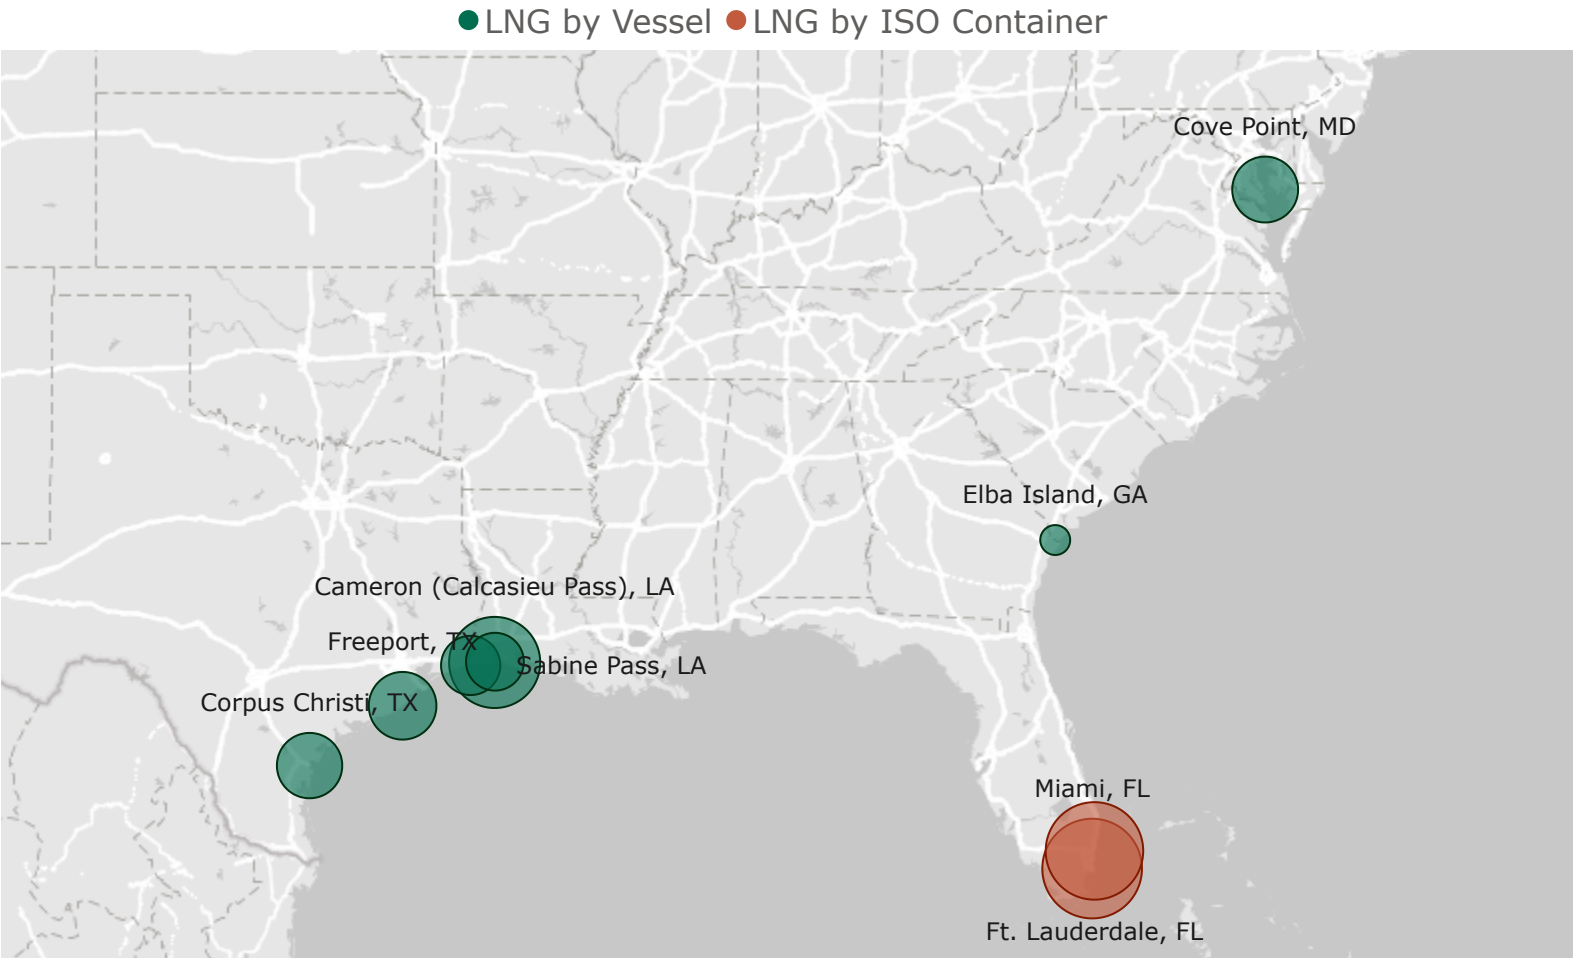 LNG by Vessel LNG by ISO Container
Cove Point, MD
Elba Island, GA
Cameron (Calcasieu Pass), LA
Freeport, TX
Sabine Pass, LA
Corpus Christi, TX
Miami, FL
Ft. Lauderdale, FL